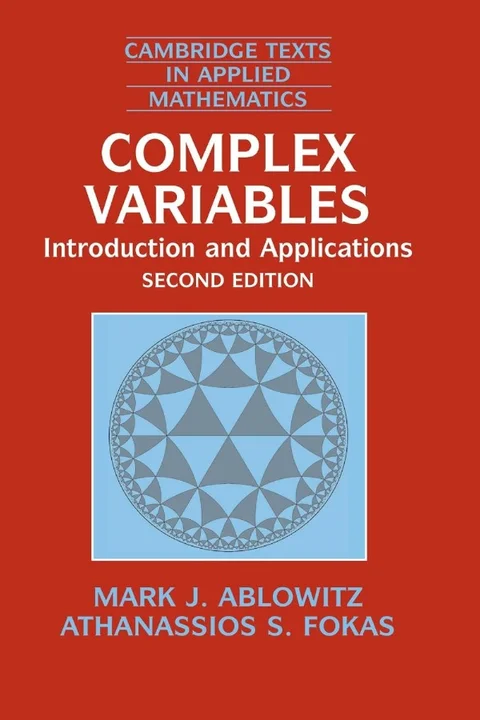 CAMBRIDGE TEXTS
IN APPLIED
MATHEMATICS
COMPLEX
VARIABLES
Introduction and Applications
SECOND EDITION
MARK J. ABLOWITZ
ATHANASSIOS S. FOKAS